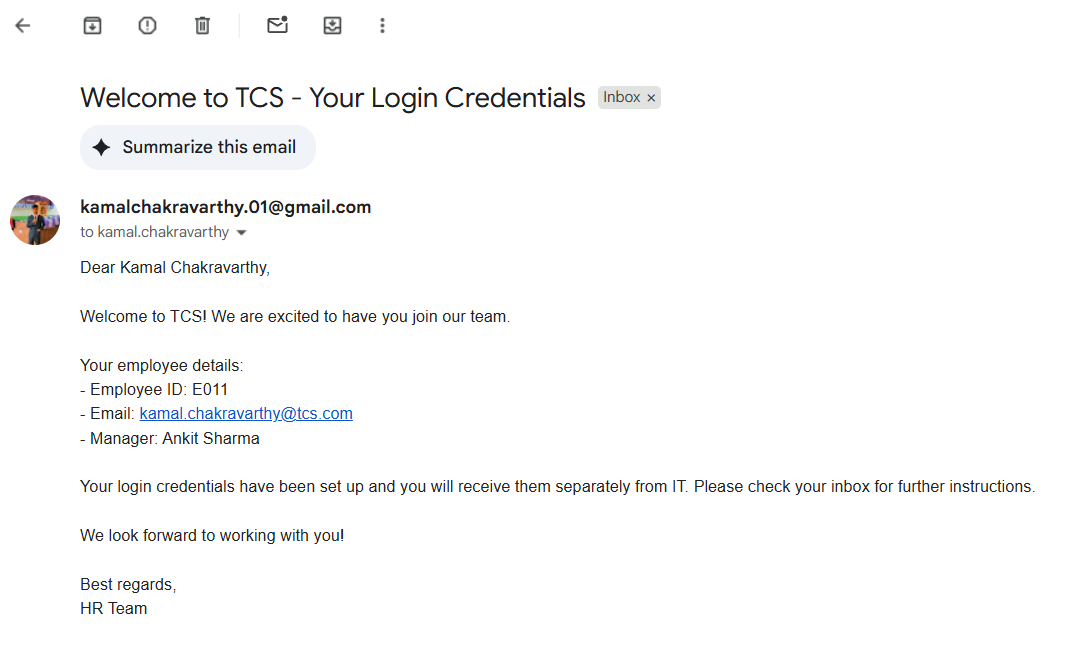 Welcome to TCS - Your Login Credentials Inbox ×
Summarize this email
kamalchakravarthy.01@gmail.com
to kamal.chakravarthy
Dear Kamal Chakravarthy,
Welcome to TCS! We are excited to have you join our team.
Your employee details:
- Employee ID: E011
- Email: kamal.chakravarthy@tcs.com
- Manager: Ankit Sharma
Your login credentials have been set up and you will receive them separately from IT. Please check your inbox for further instructions.
We look forward to working with you!
Best regards,
HR Team